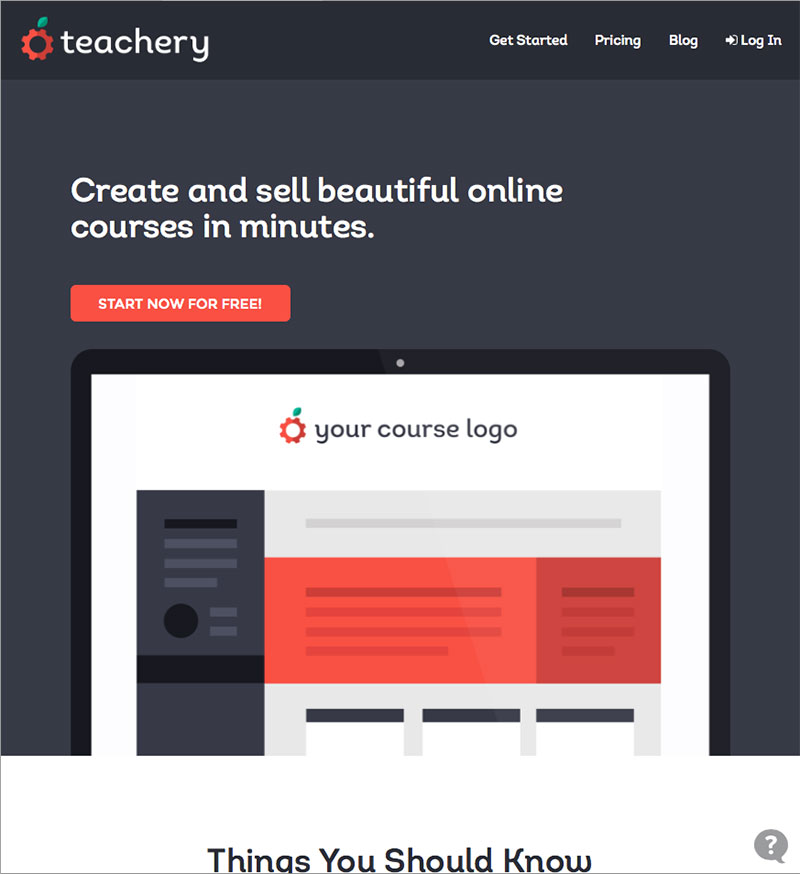 teachery
Get Started
Pricing
Blog
Log In
Create and sell beautiful online
courses in minutes.
START NOW FOR FREE!
your course logo
Things You Should Know
?